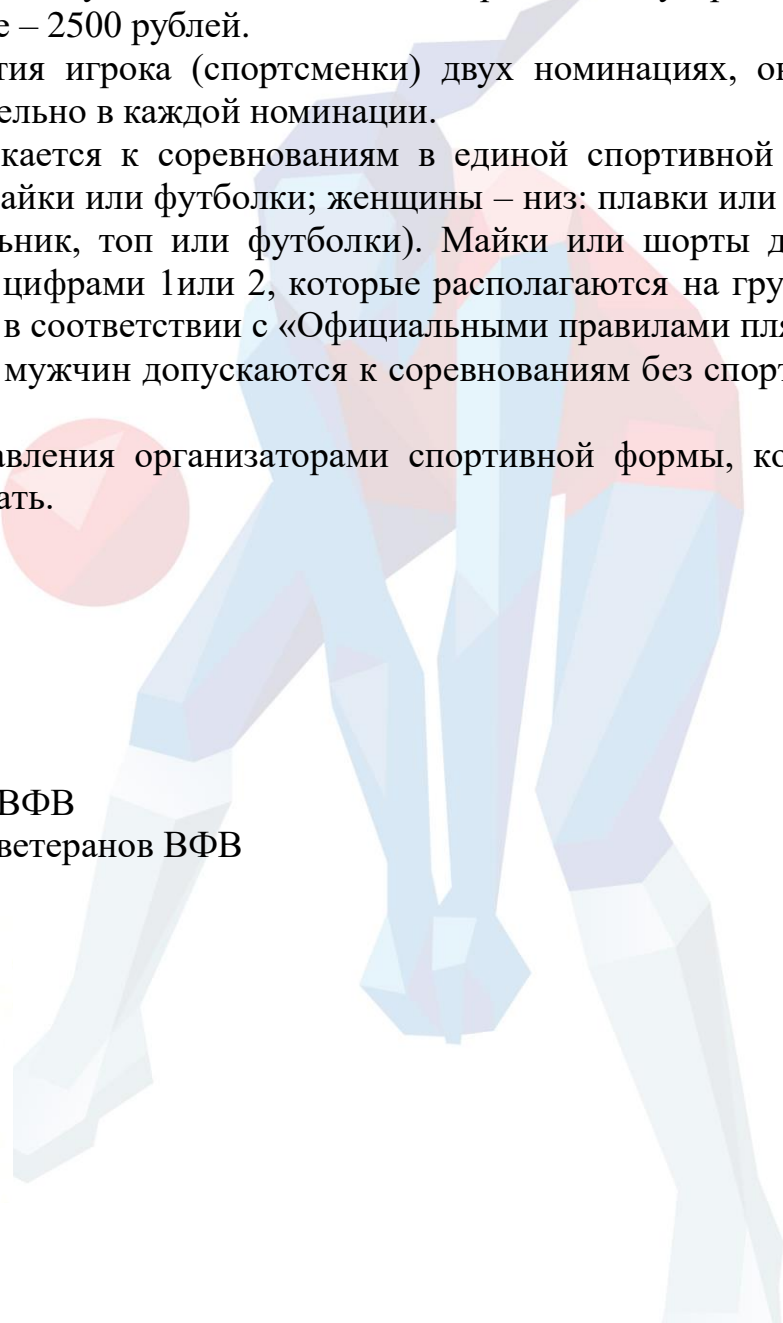 е – 2500 рублей.
тия игрока (спортсменки) двух номинациях, он
ельно в каждой номинации.
кается к соревнованиям в единой спортивной
айки или футболки; женщины – низ: плавки или
ьник, топ или футболки). Майки или шорты д
цифрами 1или 2, которые располагаются на гру
в соответствии с «Официальными правилами пля
мужчин допускаются к соревнованиям без спорт
авления организаторами спортивной формы, ко
ать.
ВФВ
ветеранов ВФВ